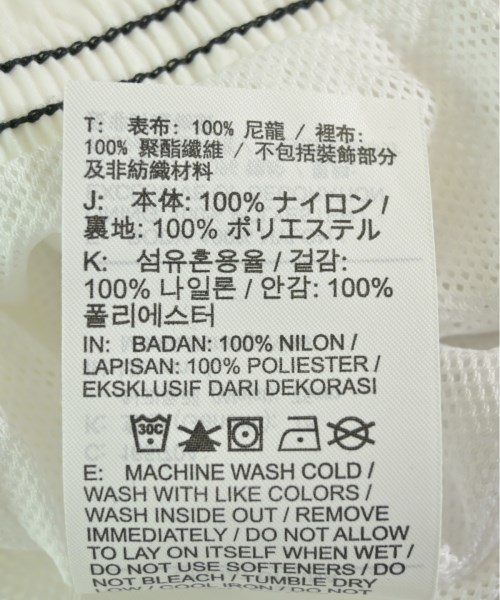 T: 表布: 100% 尼龍 / 裡布:
100% 聚酯纖維 / 不包括裝飾部分
及非紡織材料
J: 本体: 100% ナイロン /
裏地: 100% ポリエステル
K: 섬유혼용율 / 겉감:
100% 나일론 / 안감: 100%
폴리에스터
IN: BADAN: 100% NILON /
LAPISAN: 100% POLIESTER /
EKSKLUSIF DARI DEKORASI
30C
E: MACHINE WASH COLD /
WASH WITH LIKE COLORS /
WASH INSIDE OUT / REMOVE
IMMEDIATELY / DO NOT ALLOW
TO LAY ON ITSELF WHEN WET /
DO NOT USE SOFTENERS / DO
NOT BLEACH / TUMBLE DRY
LOW / COOL IRON / DO NOT